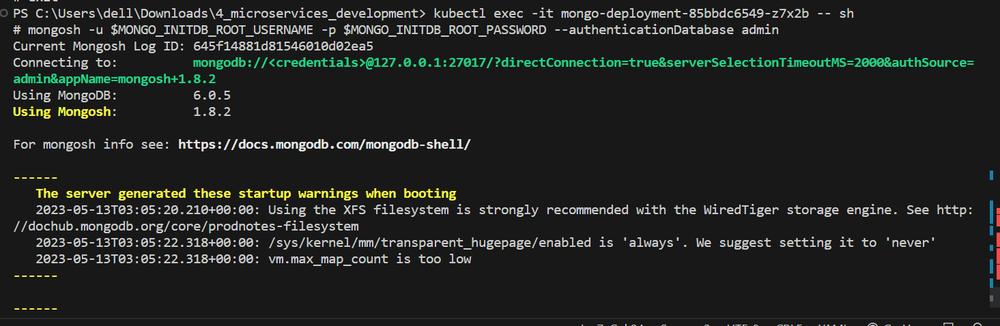 PS C:\Users\dell\Downloads\4_microservices_development> kubectl exec -it mongo-deployment-85bbdc6549-z7x2b -- sh
# mongosh -u $MONGO_INITDB_ROOT_USERNAME -p $MONGO_INITDB_ROOT_PASSWORD --authenticationDatabase admin
Current Mongosh Log ID: 645f14881d81546010d02ea5
Connecting to: mongodb://<credentials>@127.0.0.1:27017/?directConnection=true&serverSelectionTimeoutMS=2000&authSource=
admin&appName=mongosh+1.8.2
Using MongoDB: 6.0.5
Using Mongosh: 1.8.2
For mongosh info see: https://docs.mongodb.com/mongodb-shell/
------
The server generated these startup warnings when booting
2023-05-13T03:05:20.210+00:00: Using the XFS filesystem is strongly recommended with the WiredTiger storage engine. See http:
//dochub.mongodb.org/core/prodnotes-filesystem
2023-05-13T03:05:22.318+00:00: /sys/kernel/mm/transparent_hugepage/enabled is 'always'. We suggest setting it to 'never'
2023-05-13T03:05:22.318+00:00: vm.max_map_count is too low
------
------